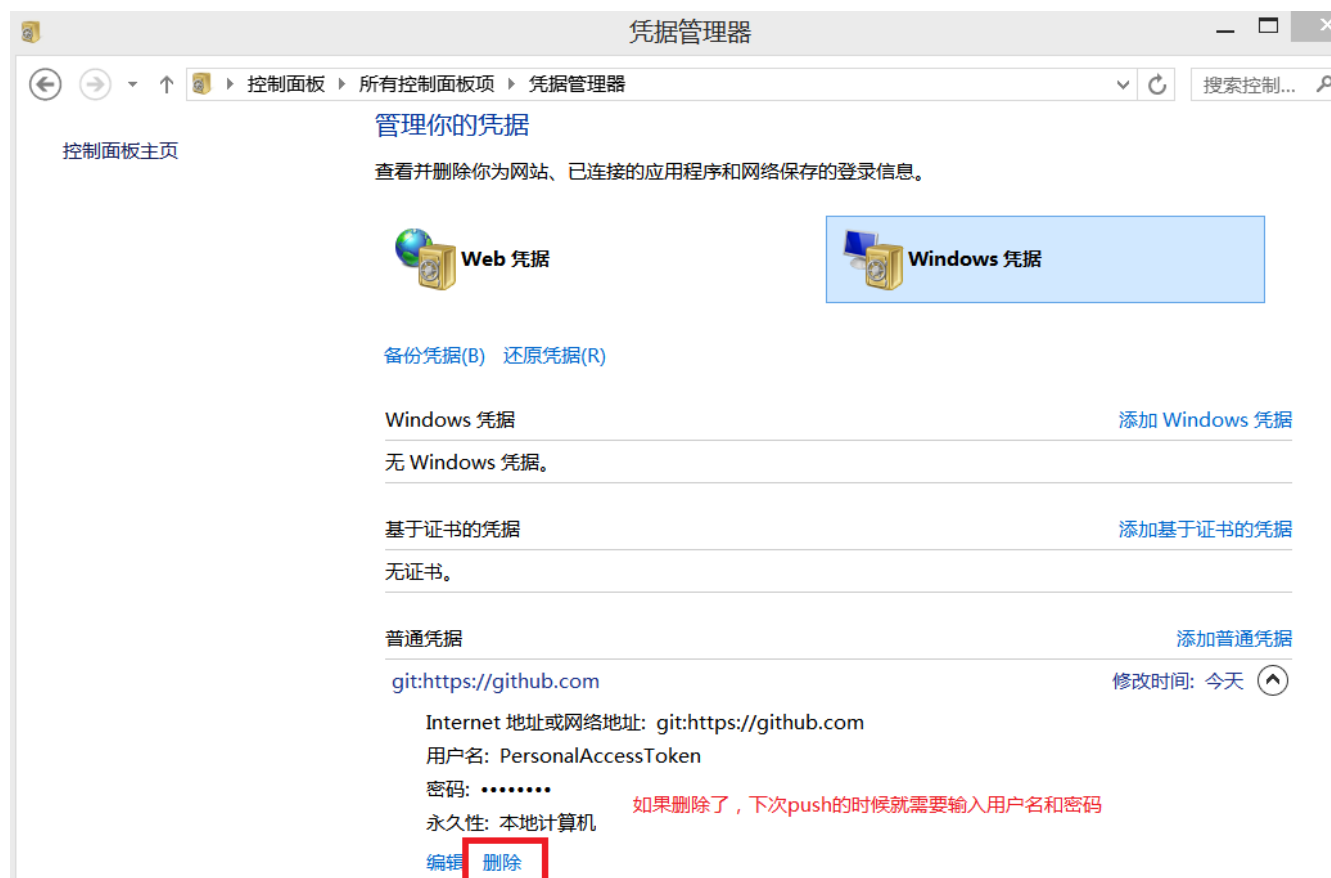 凭据管理器
控制面板 所有控制面板项 凭据管理器
搜索控制...
控制面板主页
管理你的凭据
查看并删除你为网站、已连接的应用程序和网络保存的登录信息。
Web 凭据
Windows 凭据
备份凭据(B) 还原凭据(R)
Windows 凭据 添加 Windows 凭据
无 Windows 凭据。
基于证书的凭据 添加基于证书的凭据
无证书。
普通凭据 添加普通凭据
git:https://github.com 修改时间: 今天
Internet 地址或网络地址: git:https://github.com
用户名: PersonalAccessToken
密码: ••••••••
如果删除了，下次push的时候就需要输入用户名和密码
永久性: 本地计算机
编辑 删除